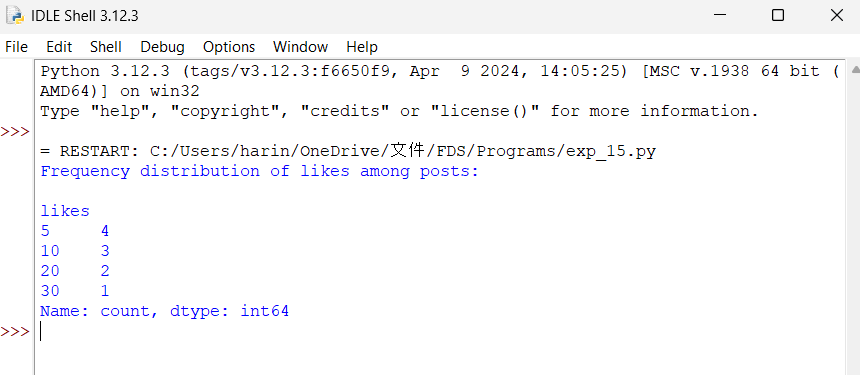 IDLE Shell 3.12.3
File Edit Shell Debug Options Window Help
Python 3.12.3 (tags/v3.12.3:f6650f9, Apr  9 2024, 14:05:25) [MSC v.1938 64 bit (
AMD64)] on win32
Type "help", "copyright", "credits" or "license()" for more information.
>>>
= RESTART: C:/Users/harin/OneDrive/文件/FDS/Programs/exp_15.py
Frequency distribution of likes among posts:
likes
5     4
10    3
20    2
30    1
Name: count, dtype: int64
>>>